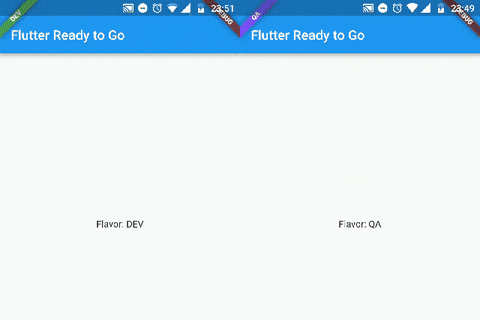 DEV
23:51
DEBUG
Flutter Ready to Go
Flavor: DEV
QA
23:49
DEBUG
Flutter Ready to Go
Flavor: QA